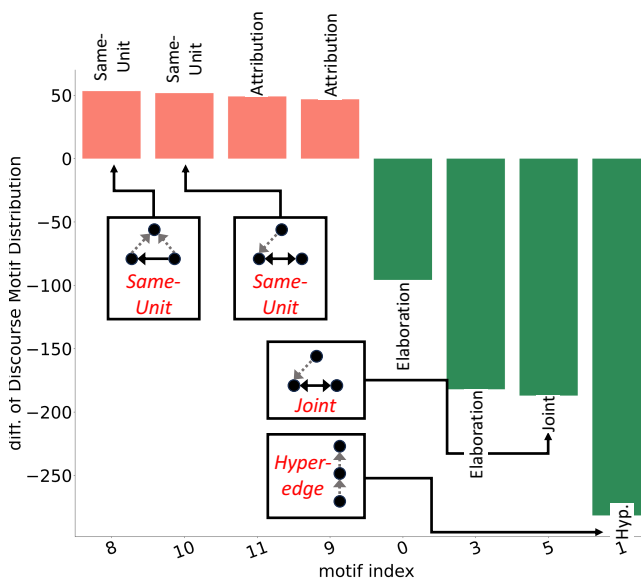 Same-
Unit
Same-
Unit
Attribution
Attribution
50
0
−50
−100
−150
−200
−250
diff. of Discourse Motif Distribution
Same-
Unit
Same-
Unit
Joint
Hyper-
edge
Elaboration
Elaboration
Joint
Hyp.
8
10
11
9
0
3
5
1
motif index